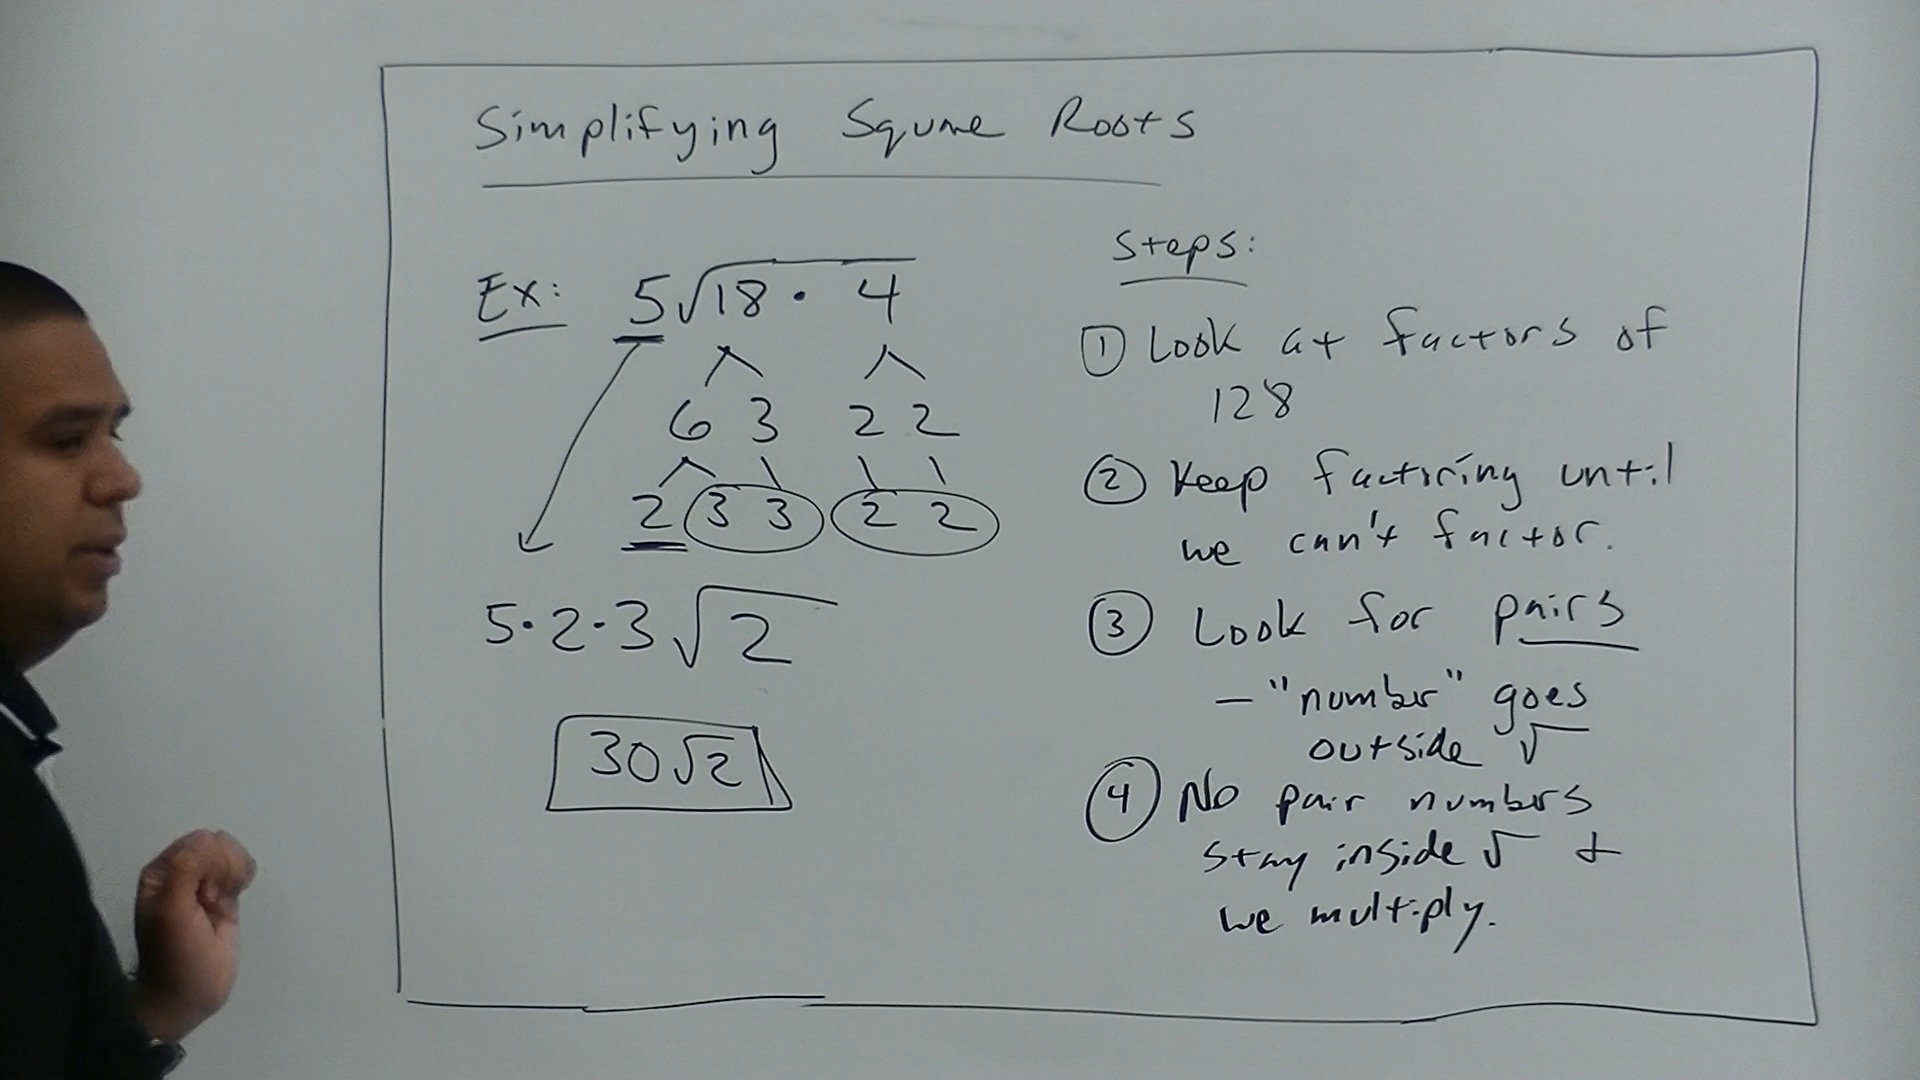 Simplifying Square Roots
Ex: 5√18 · 4
6 3 2 2
2 3 3 2 2
5·2·3√2
30√2
Steps:
① Look at factors of
128
② Keep factoring until
we can't factor.
③ Look for pairs
— "number" goes
outside √
④ No pair numbers
stay inside √ &
we multiply.